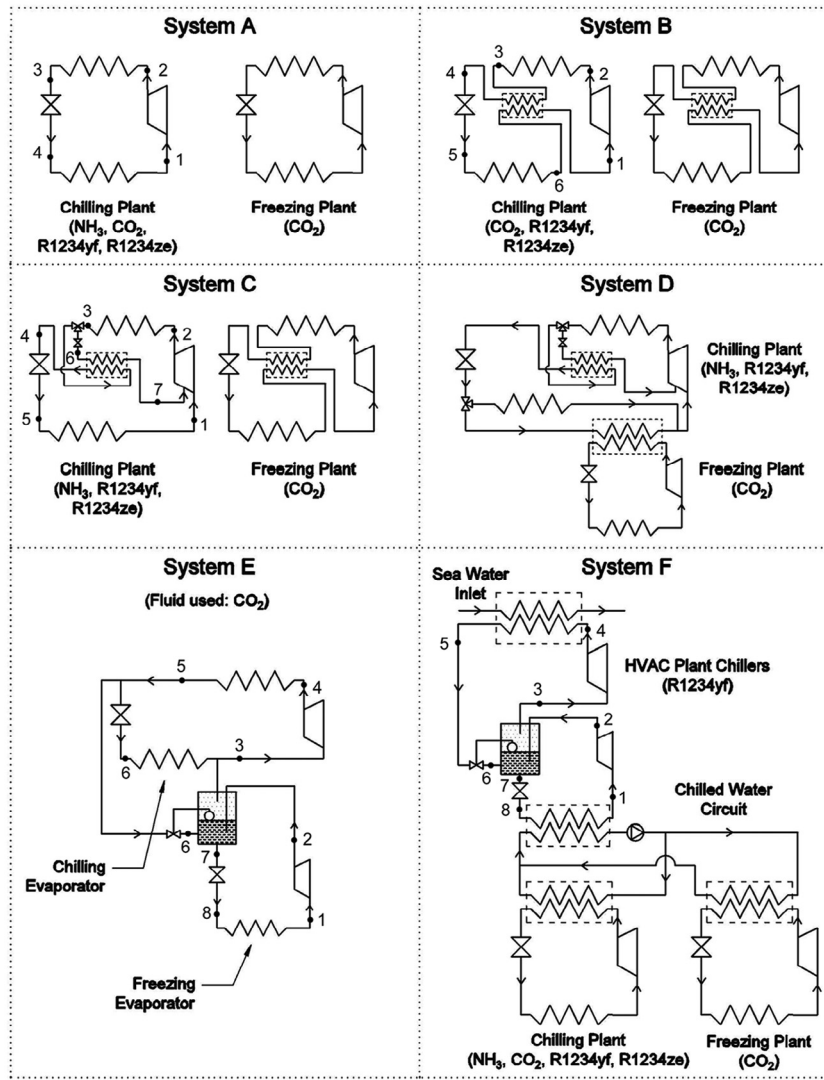 System A
3
2
4
1
Chilling Plant
(NH₃, CO₂,
R1234yf, R1234ze)
Freezing Plant
(CO₂)
System B
3
4
2
5
6
1
Chilling Plant
(CO₂, R1234yf,
R1234ze)
Freezing Plant
(CO₂)
System C
3
4
2
6
7
5
1
Chilling Plant
(NH₃, R1234yf,
R1234ze)
Freezing Plant
(CO₂)
System D
Chilling Plant
(NH₃, R1234yf,
R1234ze)
Freezing Plant
(CO₂)
System E
(Fluid used: CO₂)
5
4
6
3
6
7
2
8
1
Chilling
Evaporator
Freezing
Evaporator
System F
Sea Water
Inlet
5
4
HVAC Plant Chillers
(R1234yf)
3
2
6
7
8
1
Chilled Water
Circuit
Chilling Plant
(NH₃, CO₂, R1234yf, R1234ze)
Freezing Plant
(CO₂)